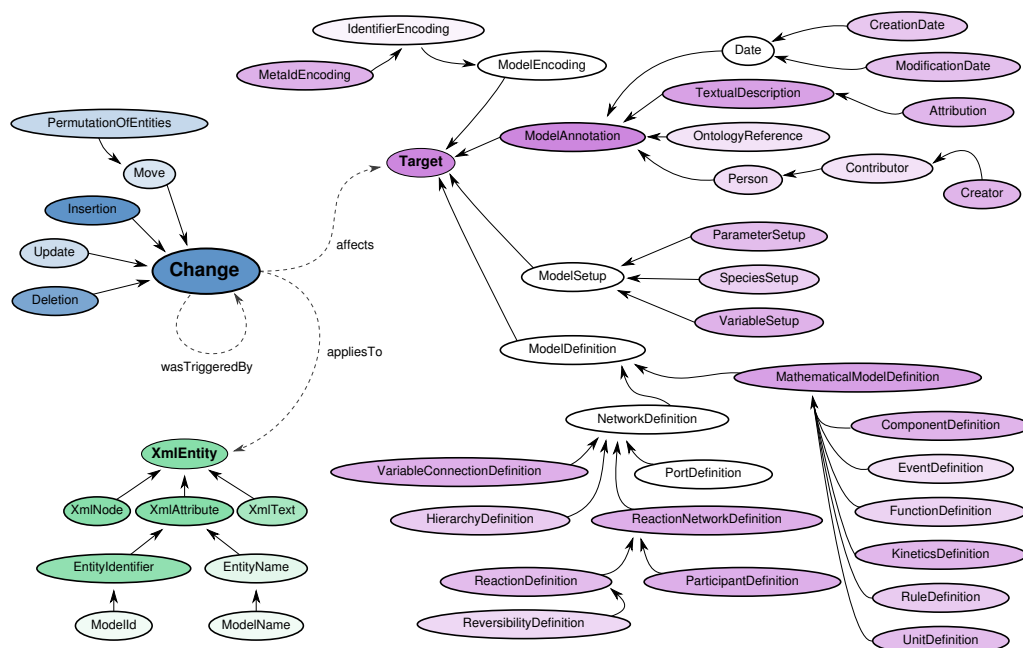 CreationDate
IdentifierEncoding
Date
ModelEncoding
ModificationDate
MetaIdEncoding
TextualDescription
Attribution
PermutationOfEntities
ModelAnnotation
OntologyReference
Target
Move
Person
Contributor
Creator
Insertion
ParameterSetup
Update
affects
Change
ModelSetup
SpeciesSetup
Deletion
VariableSetup
wasTriggeredBy
appliesTo
ModelDefinition
MathematicalModelDefinition
NetworkDefinition
ComponentDefinition
XmlEntity
VariableConnectionDefinition
PortDefinition
EventDefinition
XmlNode
XmlAttribute
XmlText
HierarchyDefinition
ReactionNetworkDefinition
FunctionDefinition
KineticsDefinition
EntityIdentifier
EntityName
ReactionDefinition
ParticipantDefinition
RuleDefinition
ModelId
ModelName
ReversibilityDefinition
UnitDefinition